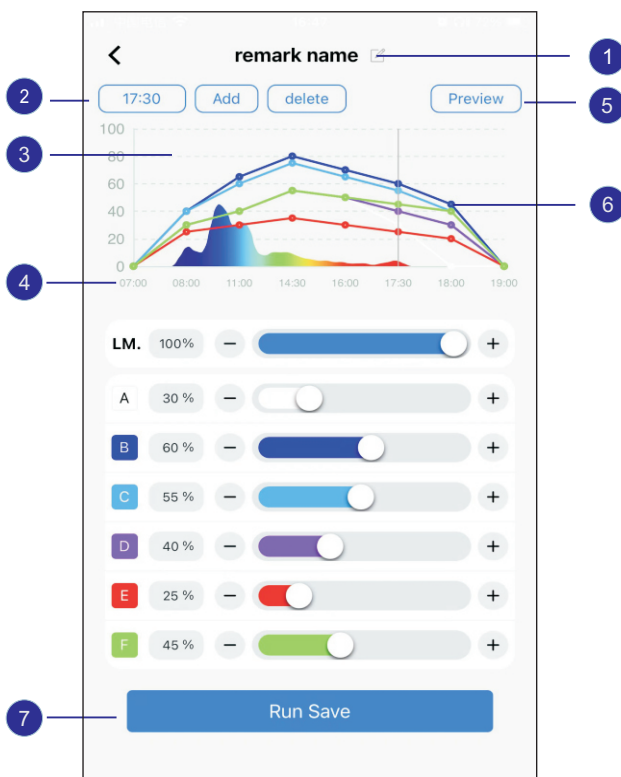 remark name
1
2
17:30 Add delete Preview
5
100
3
80
60
40
6
20
0
4
07:00 08:00 11:00 14:30 16:00 17:30 18:00 19:00
LM. 100% − +
A 30 % − +
B 60 % − +
C 55 % − +
D 40 % − +
E 25 % − +
F 45 % − +
7
Run Save